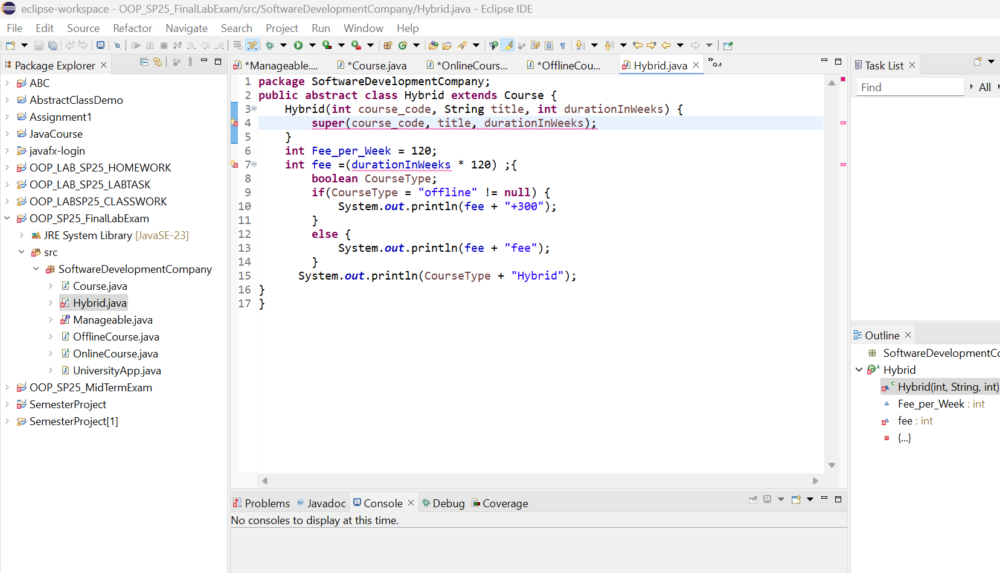 eclipse-workspace - OOP_SP25_FinalLabExam/src/SoftwareDevelopmentCompany/Hybrid.java - Eclipse IDE
File Edit Source Refactor Navigate Search Project Run Window Help
Package Explorer
ABC
AbstractClassDemo
Assignment1
JavaCourse
javafx-login
OOP_LAB_SP25_HOMEWORK
OOP_LAB_SP25_LABTASK
OOP_LABSP25_CLASSWORK
OOP_SP25_FinalLabExam
JRE System Library [JavaSE-23]
src
SoftwareDevelopmentCompany
Course.java
Hybrid.java
Manageable.java
OfflineCourse.java
OnlineCourse.java
UniversityApp.java
OOP_SP25_MidTermExam
SemesterProject
SemesterProject[1]
*Manageable.... *Course.java *OnlineCours... *OfflineCou... Hybrid.java »4
1 package SoftwareDevelopmentCompany;
2 public abstract class Hybrid extends Course {
3 Hybrid(int course_code, String title, int durationInWeeks) {
4 super(course_code, title, durationInWeeks);
5 }
6 int Fee_per_Week = 120;
7 int fee =(durationInWeeks * 120) ;{
8 boolean CourseType;
9 if(CourseType = "offline" != null) {
10 System.out.println(fee + "+300");
11 }
12 else {
13 System.out.println(fee + "fee");
14 }
15 System.out.println(CourseType + "Hybrid");
16 }
17 }
Task List
Find All
Outline
SoftwareDevelopmentCo
Hybrid
Hybrid(int, String, int)
Fee_per_Week : int
fee : int
{...}
Problems @ Javadoc Console Debug Coverage
No consoles to display at this time.